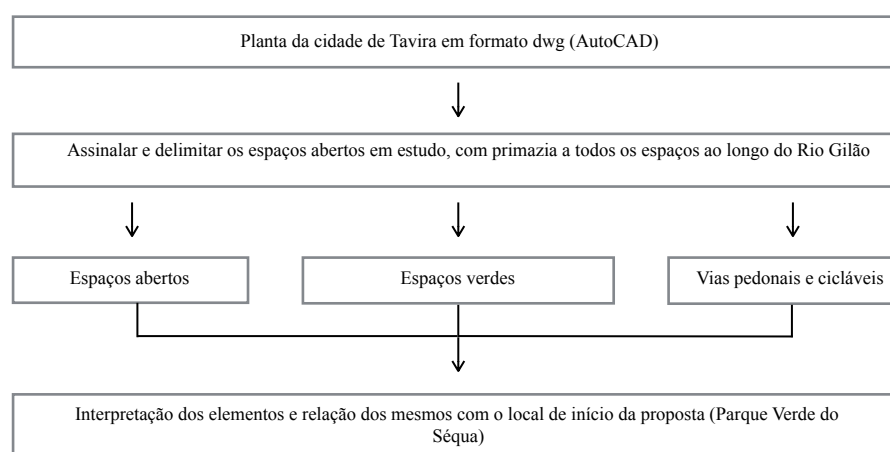 Planta da cidade de Tavira em formato dwg (AutoCAD)
Assinalar e delimitar os espaços abertos em estudo, com primazia a todos os espaços ao longo do Rio Gilão
Espaços abertos
Espaços verdes
Vias pedonais e cicláveis
Interpretação dos elementos e relação dos mesmos com o local de início da proposta (Parque Verde do
Séqua)